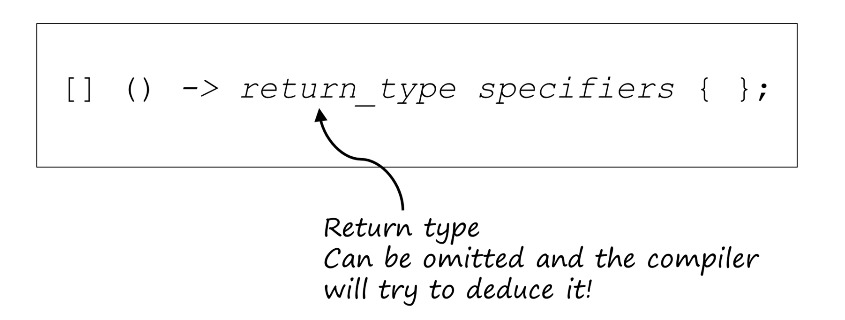 [] () -> return_type specifiers { };
Return type
Can be omitted and the compiler
will try to deduce it!